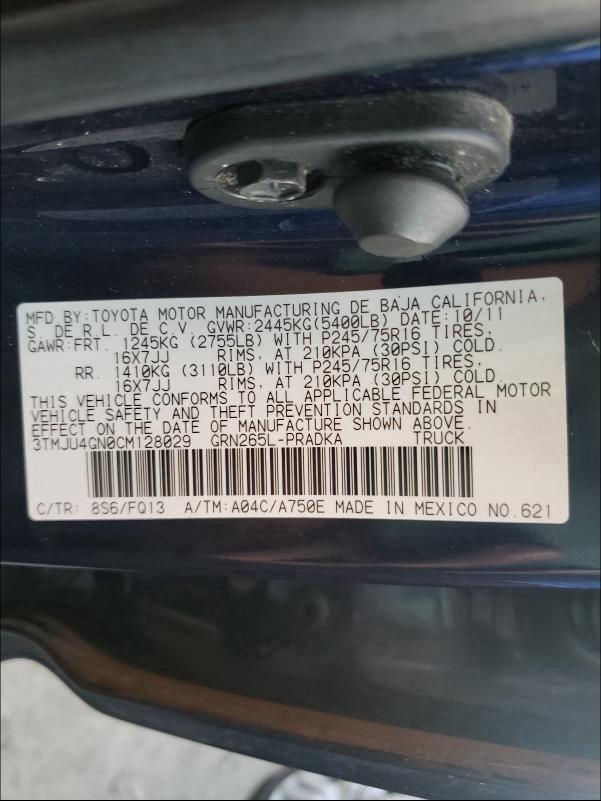 MFD BY:TOYOTA MOTOR MANUFACTURING DE BAJA CALIFORNIA,
S. DE R.L. DE C.V. GVWR:2445KG(5400LB) DATE:10/11
GAWR:FRT. 1245KG (2755LB) WITH P245/75R16 TIRES,
16X7JJ RIMS, AT 210KPA (30PSI) COLD.
RR. 1410KG (3110LB) WITH P245/75R16 TIRES,
16X7JJ RIMS, AT 210KPA (30PSI) COLD.
THIS VEHICLE CONFORMS TO ALL APPLICABLE FEDERAL MOTOR
VEHICLE SAFETY AND THEFT PREVENTION STANDARDS IN
EFFECT ON THE DATE OF MANUFACTURE SHOWN ABOVE.
3TMJU4GN0CM128029 GRN265L-PRADKA TRUCK
C/TR: 8S6/FQ13 A/TM:A04C/A750E MADE IN MEXICO NO.621